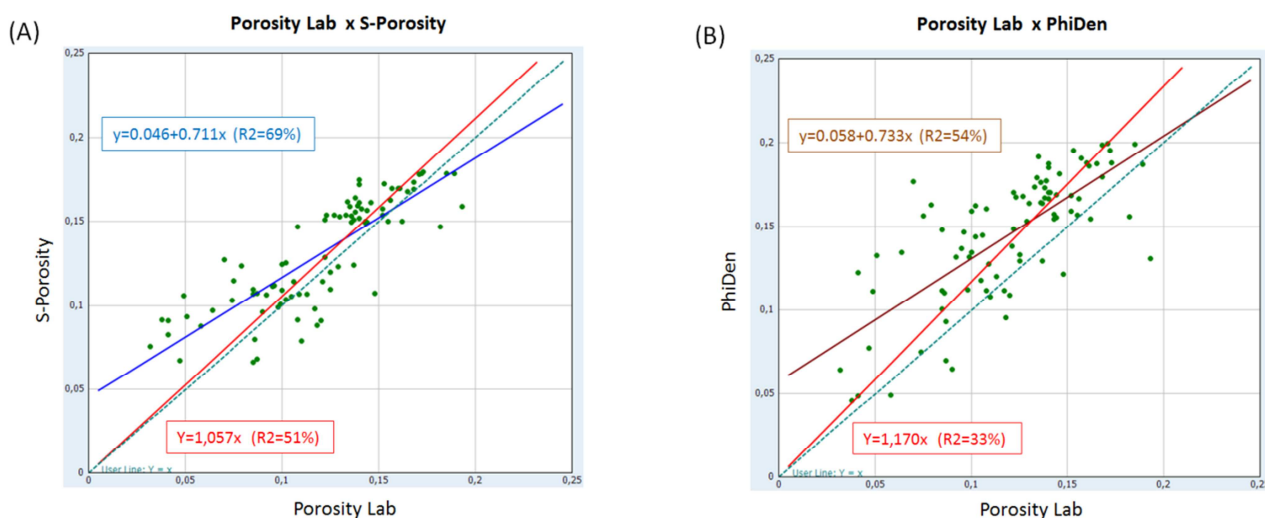 (A)
Porosity Lab x S-Porosity
0,25
0,2
0,15
0,1
0,05
0
S-Porosity
y=0.046+0.711x (R2=69%)
Y=1,057x (R2=51%)
User Line: Y = x
0
0,05
0,1
0,15
0,2
0,25
Porosity Lab
(B)
Porosity Lab x PhiDen
0,25
0,2
0,15
0,1
0,05
0
PhiDen
y=0.058+0.733x (R2=54%)
Y=1,170x (R2=33%)
User Line: Y = x
0
0,05
0,1
0,15
0,2
0,25
Porosity Lab